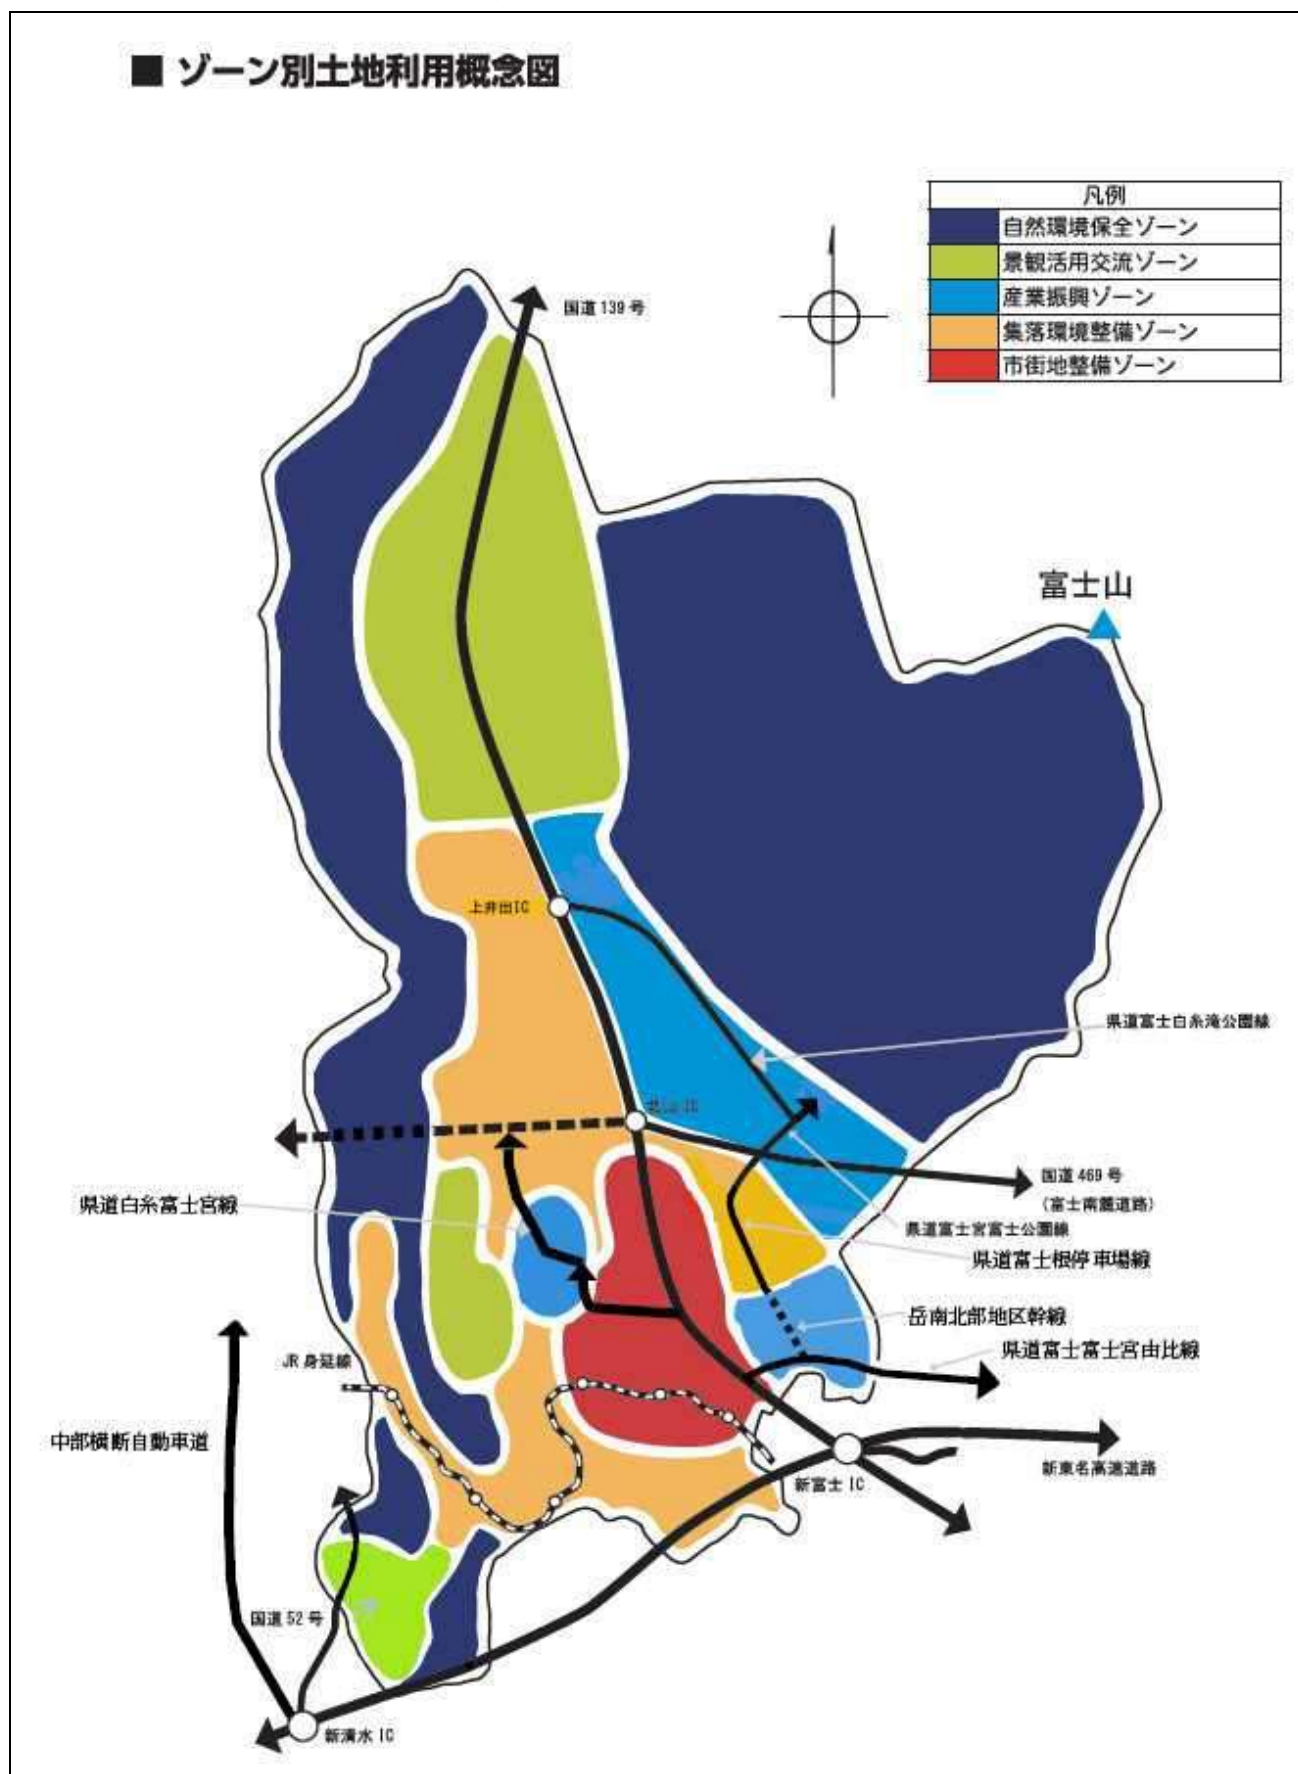 ■ ゾーン別土地利用概念図
凡例
自然環境保全ゾーン
景観活用交流ゾーン
産業振興ゾーン
集落環境整備ゾーン
市街地整備ゾーン
国道139号
富士山
上井出IC
県道富士白糸滝公園線
北山IC
国道469号
(富士南麓道路)
県道白糸富士宮線
県道富士宮富士公園線
県道富士根停車場線
岳南北部地区幹線
県道富士富士宮由比線
JR身延線
中部横断自動車道
新東名高速道路
新富士IC
国道52号
新清水IC